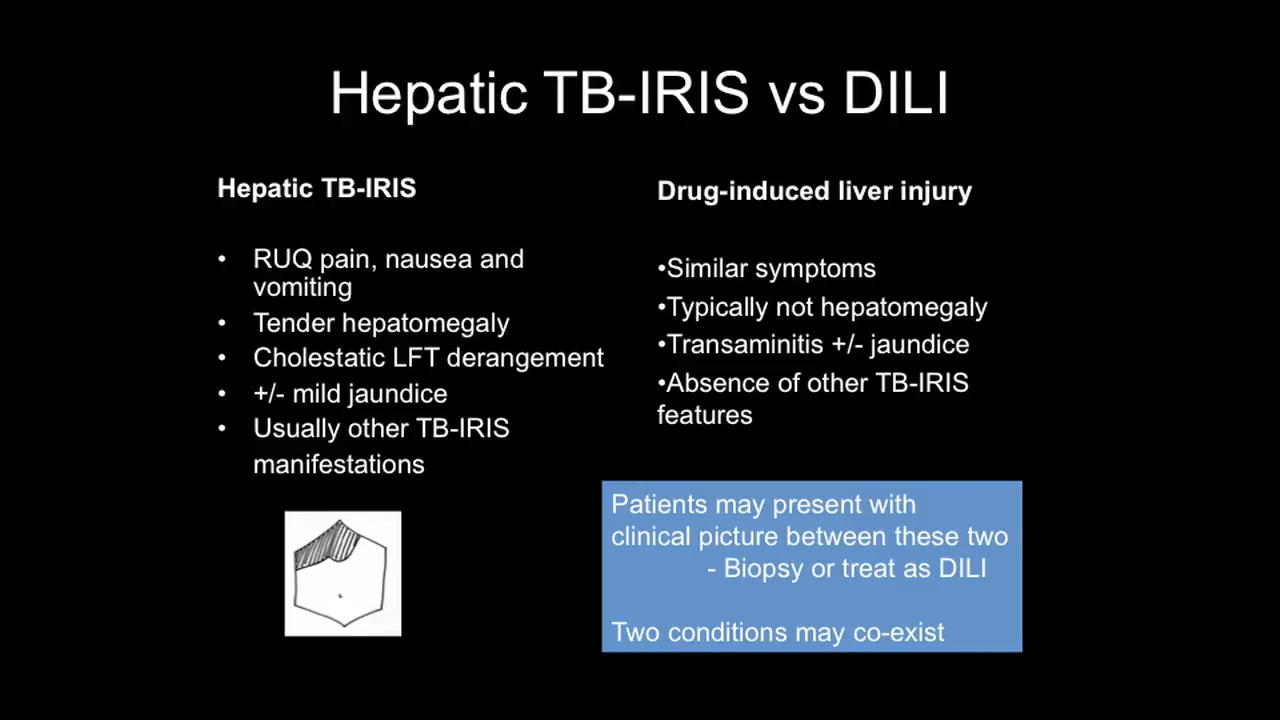 Hepatic TB-IRIS vs DILI
Hepatic TB-IRIS
• RUQ pain, nausea and
vomiting
• Tender hepatomegaly
• Cholestatic LFT derangement
• +/- mild jaundice
• Usually other TB-IRIS
manifestations
Drug-induced liver injury
•Similar symptoms
•Typically not hepatomegaly
•Transaminitis +/- jaundice
•Absence of other TB-IRIS
features
Patients may present with
clinical picture between these two
- Biopsy or treat as DILI
Two conditions may co-exist